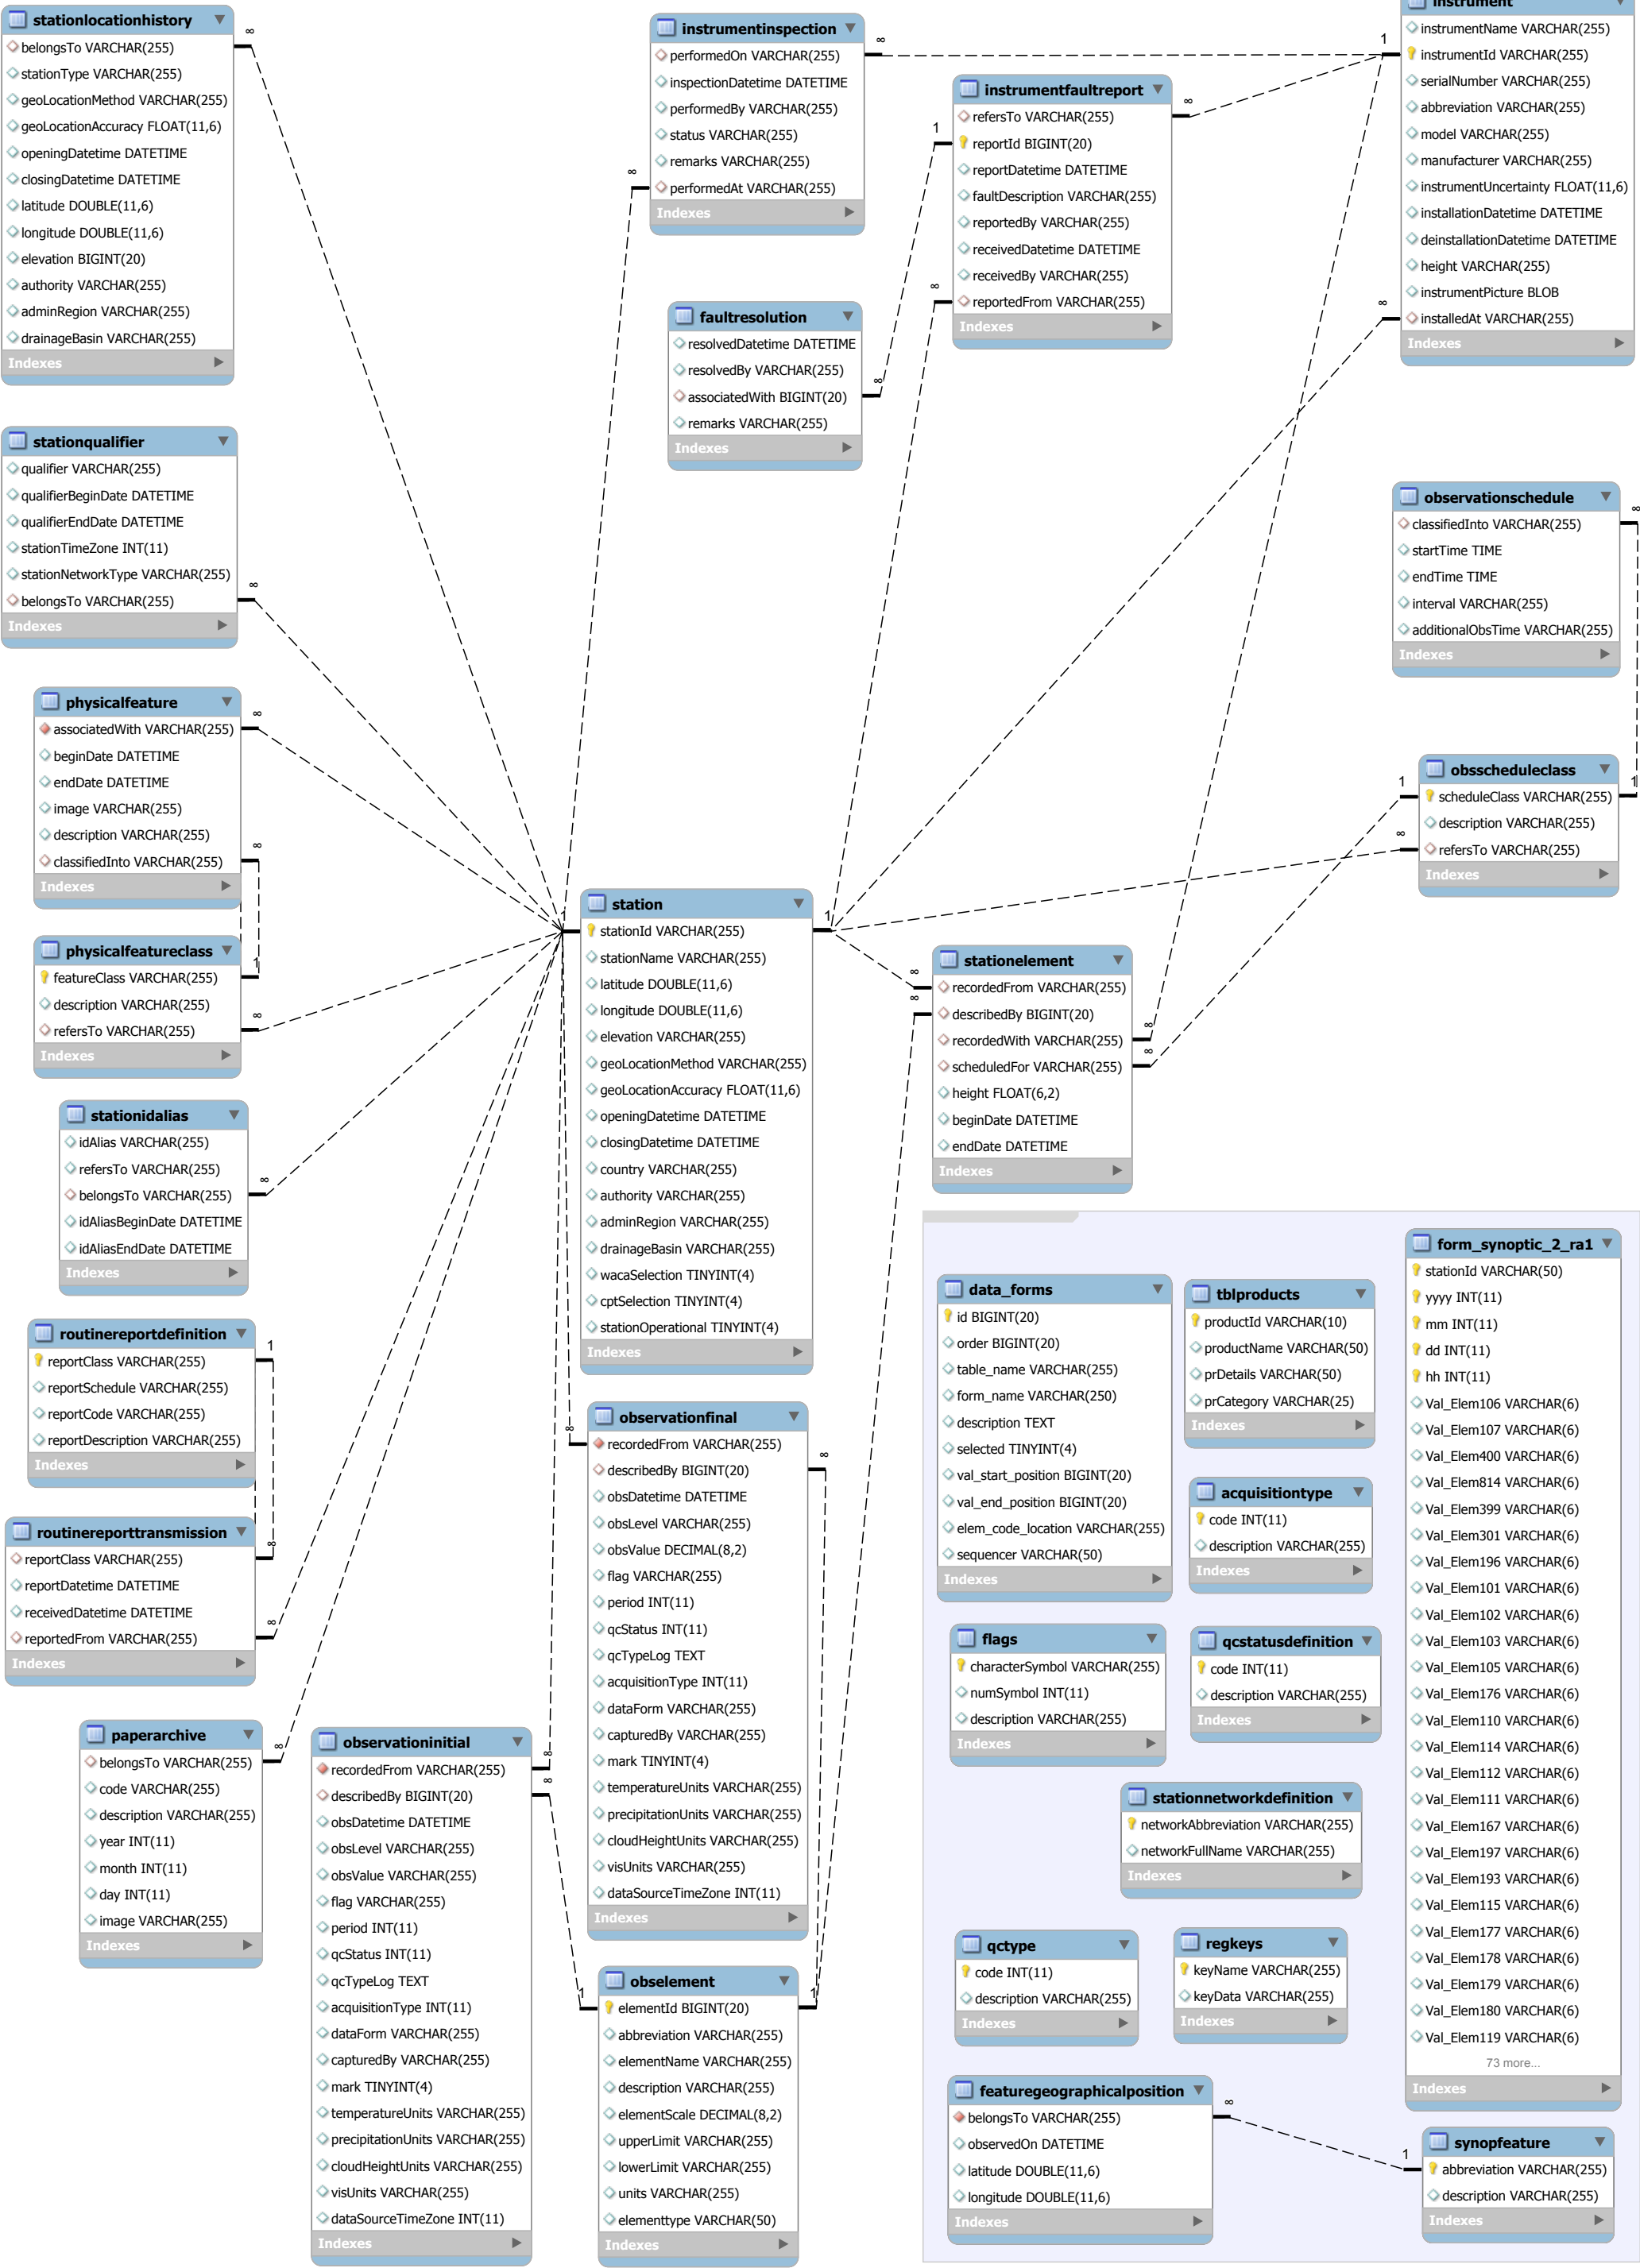 stationlocationhistory
belongsTo VARCHAR(255)
stationType VARCHAR(255)
geoLocationMethod VARCHAR(255)
geoLocationAccuracy FLOAT(11,6)
openingDatetime DATETIME
closingDatetime DATETIME
latitude DOUBLE(11,6)
longitude DOUBLE(11,6)
elevation BIGINT(20)
authority VARCHAR(255)
adminRegion VARCHAR(255)
drainageBasin VARCHAR(255)
Indexes
∞
instrumentinspection
performedOn VARCHAR(255)
inspectionDatetime DATETIME
performedBy VARCHAR(255)
status VARCHAR(255)
remarks VARCHAR(255)
performedAt VARCHAR(255)
Indexes
∞
∞
instrumentfaultreport
refersTo VARCHAR(255)
reportId BIGINT(20)
reportDatetime DATETIME
faultDescription VARCHAR(255)
reportedBy VARCHAR(255)
receivedDatetime DATETIME
receivedBy VARCHAR(255)
reportedFrom VARCHAR(255)
Indexes
∞
1
∞
instrument
instrumentName VARCHAR(255)
instrumentId VARCHAR(255)
serialNumber VARCHAR(255)
abbreviation VARCHAR(255)
model VARCHAR(255)
manufacturer VARCHAR(255)
instrumentUncertainty FLOAT(11,6)
installationDatetime DATETIME
deinstallationDatetime DATETIME
height VARCHAR(255)
instrumentPicture BLOB
installedAt VARCHAR(255)
Indexes
1
∞
faultresolution
resolvedDatetime DATETIME
resolvedBy VARCHAR(255)
associatedWith BIGINT(20)
remarks VARCHAR(255)
Indexes
∞
stationqualifier
qualifier VARCHAR(255)
qualifierBeginDate DATETIME
qualifierEndDate DATETIME
stationTimeZone INT(11)
stationNetworkType VARCHAR(255)
belongsTo VARCHAR(255)
Indexes
∞
observationschedule
classifiedInto VARCHAR(255)
startTime TIME
endTime TIME
interval VARCHAR(255)
additionalObsTime VARCHAR(255)
Indexes
∞
physicalfeature
associatedWith VARCHAR(255)
beginDate DATETIME
endDate DATETIME
image VARCHAR(255)
description VARCHAR(255)
classifiedInto VARCHAR(255)
Indexes
∞
∞
obsscheduleclass
scheduleClass VARCHAR(255)
description VARCHAR(255)
refersTo VARCHAR(255)
Indexes
1
1
∞
physicalfeatureclass
featureClass VARCHAR(255)
description VARCHAR(255)
refersTo VARCHAR(255)
Indexes
1
∞
station
stationId VARCHAR(255)
stationName VARCHAR(255)
latitude DOUBLE(11,6)
longitude DOUBLE(11,6)
elevation VARCHAR(255)
geoLocationMethod VARCHAR(255)
geoLocationAccuracy FLOAT(11,6)
openingDatetime DATETIME
closingDatetime DATETIME
country VARCHAR(255)
authority VARCHAR(255)
adminRegion VARCHAR(255)
drainageBasin VARCHAR(255)
wacaSelection TINYINT(4)
cptSelection TINYINT(4)
stationOperational TINYINT(4)
Indexes
1
stationelement
recordedFrom VARCHAR(255)
describedBy BIGINT(20)
recordedWith VARCHAR(255)
scheduledFor VARCHAR(255)
height FLOAT(6,2)
beginDate DATETIME
endDate DATETIME
Indexes
∞
∞
∞
∞
stationidalias
idAlias VARCHAR(255)
refersTo VARCHAR(255)
belongsTo VARCHAR(255)
idAliasBeginDate DATETIME
idAliasEndDate DATETIME
Indexes
∞
routinereportdefinition
reportClass VARCHAR(255)
reportSchedule VARCHAR(255)
reportCode VARCHAR(255)
reportDescription VARCHAR(255)
Indexes
1
routinereporttransmission
reportClass VARCHAR(255)
reportDatetime DATETIME
receivedDatetime DATETIME
reportedFrom VARCHAR(255)
Indexes
∞
∞
paperarchive
belongsTo VARCHAR(255)
code VARCHAR(255)
description VARCHAR(255)
year INT(11)
month INT(11)
day INT(11)
image VARCHAR(255)
Indexes
∞
observationinitial
recordedFrom VARCHAR(255)
describedBy BIGINT(20)
obsDatetime DATETIME
obsLevel VARCHAR(255)
obsValue VARCHAR(255)
flag VARCHAR(255)
period INT(11)
qcStatus INT(11)
qcTypeLog TEXT
acquisitionType INT(11)
dataForm VARCHAR(255)
capturedBy VARCHAR(255)
mark TINYINT(4)
temperatureUnits VARCHAR(255)
precipitationUnits VARCHAR(255)
cloudHeightUnits VARCHAR(255)
visUnits VARCHAR(255)
dataSourceTimeZone INT(11)
Indexes
∞
∞
observationfinal
recordedFrom VARCHAR(255)
describedBy BIGINT(20)
obsDatetime DATETIME
obsLevel VARCHAR(255)
obsValue DECIMAL(8,2)
flag VARCHAR(255)
period INT(11)
qcStatus INT(11)
qcTypeLog TEXT
acquisitionType INT(11)
dataForm VARCHAR(255)
capturedBy VARCHAR(255)
mark TINYINT(4)
temperatureUnits VARCHAR(255)
precipitationUnits VARCHAR(255)
cloudHeightUnits VARCHAR(255)
visUnits VARCHAR(255)
dataSourceTimeZone INT(11)
Indexes
∞
∞
obselement
elementId BIGINT(20)
abbreviation VARCHAR(255)
elementName VARCHAR(255)
description VARCHAR(255)
elementScale DECIMAL(8,2)
upperLimit VARCHAR(255)
lowerLimit VARCHAR(255)
units VARCHAR(255)
elementtype VARCHAR(50)
Indexes
1
1
data_forms
id BIGINT(20)
order BIGINT(20)
table_name VARCHAR(255)
form_name VARCHAR(250)
description TEXT
selected TINYINT(4)
val_start_position BIGINT(20)
val_end_position BIGINT(20)
elem_code_location VARCHAR(255)
sequencer VARCHAR(50)
Indexes
tblproducts
productId VARCHAR(10)
productName VARCHAR(50)
prDetails VARCHAR(50)
prCategory VARCHAR(25)
Indexes
acquisitiontype
code INT(11)
description VARCHAR(255)
Indexes
flags
characterSymbol VARCHAR(255)
numSymbol INT(11)
description VARCHAR(255)
Indexes
qcstatusdefinition
code INT(11)
description VARCHAR(255)
Indexes
stationnetworkdefinition
networkAbbreviation VARCHAR(255)
networkFullName VARCHAR(255)
Indexes
qctype
code INT(11)
description VARCHAR(255)
Indexes
regkeys
keyName VARCHAR(255)
keyData VARCHAR(255)
Indexes
form_synoptic_2_ra1
stationId VARCHAR(50)
yyyy INT(11)
mm INT(11)
dd INT(11)
hh INT(11)
Val_Elem106 VARCHAR(6)
Val_Elem107 VARCHAR(6)
Val_Elem400 VARCHAR(6)
Val_Elem814 VARCHAR(6)
Val_Elem399 VARCHAR(6)
Val_Elem301 VARCHAR(6)
Val_Elem196 VARCHAR(6)
Val_Elem101 VARCHAR(6)
Val_Elem102 VARCHAR(6)
Val_Elem103 VARCHAR(6)
Val_Elem105 VARCHAR(6)
Val_Elem176 VARCHAR(6)
Val_Elem110 VARCHAR(6)
Val_Elem114 VARCHAR(6)
Val_Elem112 VARCHAR(6)
Val_Elem111 VARCHAR(6)
Val_Elem167 VARCHAR(6)
Val_Elem197 VARCHAR(6)
Val_Elem193 VARCHAR(6)
Val_Elem115 VARCHAR(6)
Val_Elem177 VARCHAR(6)
Val_Elem178 VARCHAR(6)
Val_Elem179 VARCHAR(6)
Val_Elem180 VARCHAR(6)
Val_Elem119 VARCHAR(6)
73 more...
Indexes
featuregeographicalposition
belongsTo VARCHAR(255)
observedOn DATETIME
latitude DOUBLE(11,6)
longitude DOUBLE(11,6)
Indexes
∞
1
synopfeature
abbreviation VARCHAR(255)
description VARCHAR(255)
Indexes